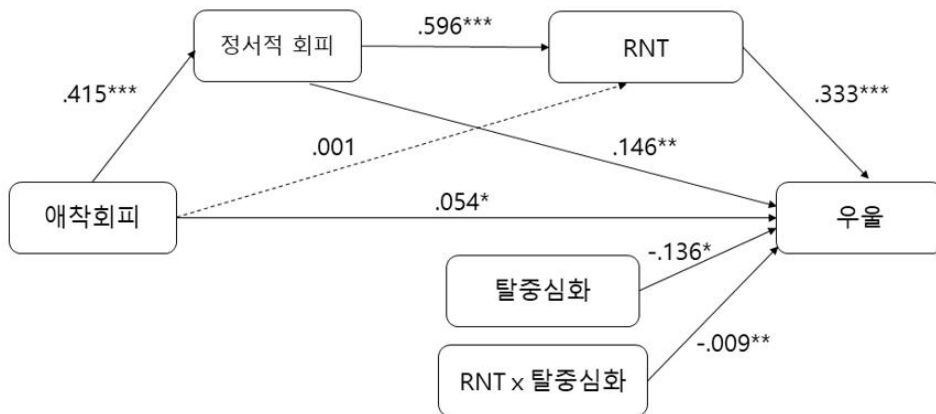 정서적 회피
.596***
RNT
.415***
.333***
.001
.146**
애착회피
.054*
우울
-.136*
탈중심화
-.009**
RNT x 탈중심화